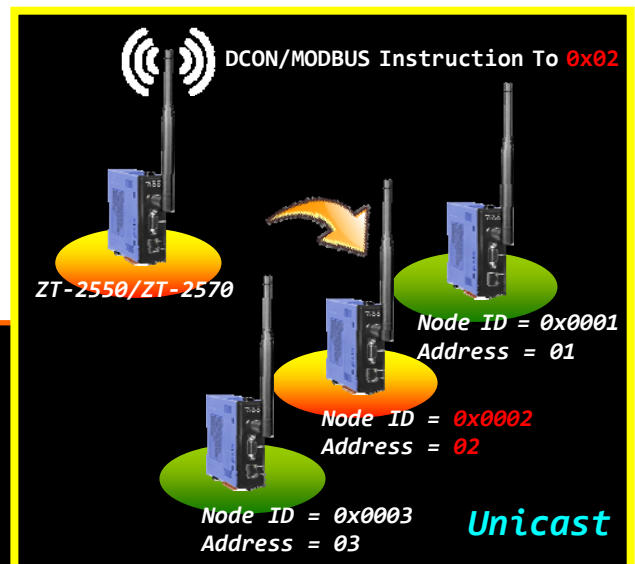 DCON/MODBUS Instruction To 0x02
ZT-2550/ZT-2570
Node ID = 0x0001
Address = 01
Node ID = 0x0002
Address = 02
Node ID = 0x0003
Address = 03
Unicast